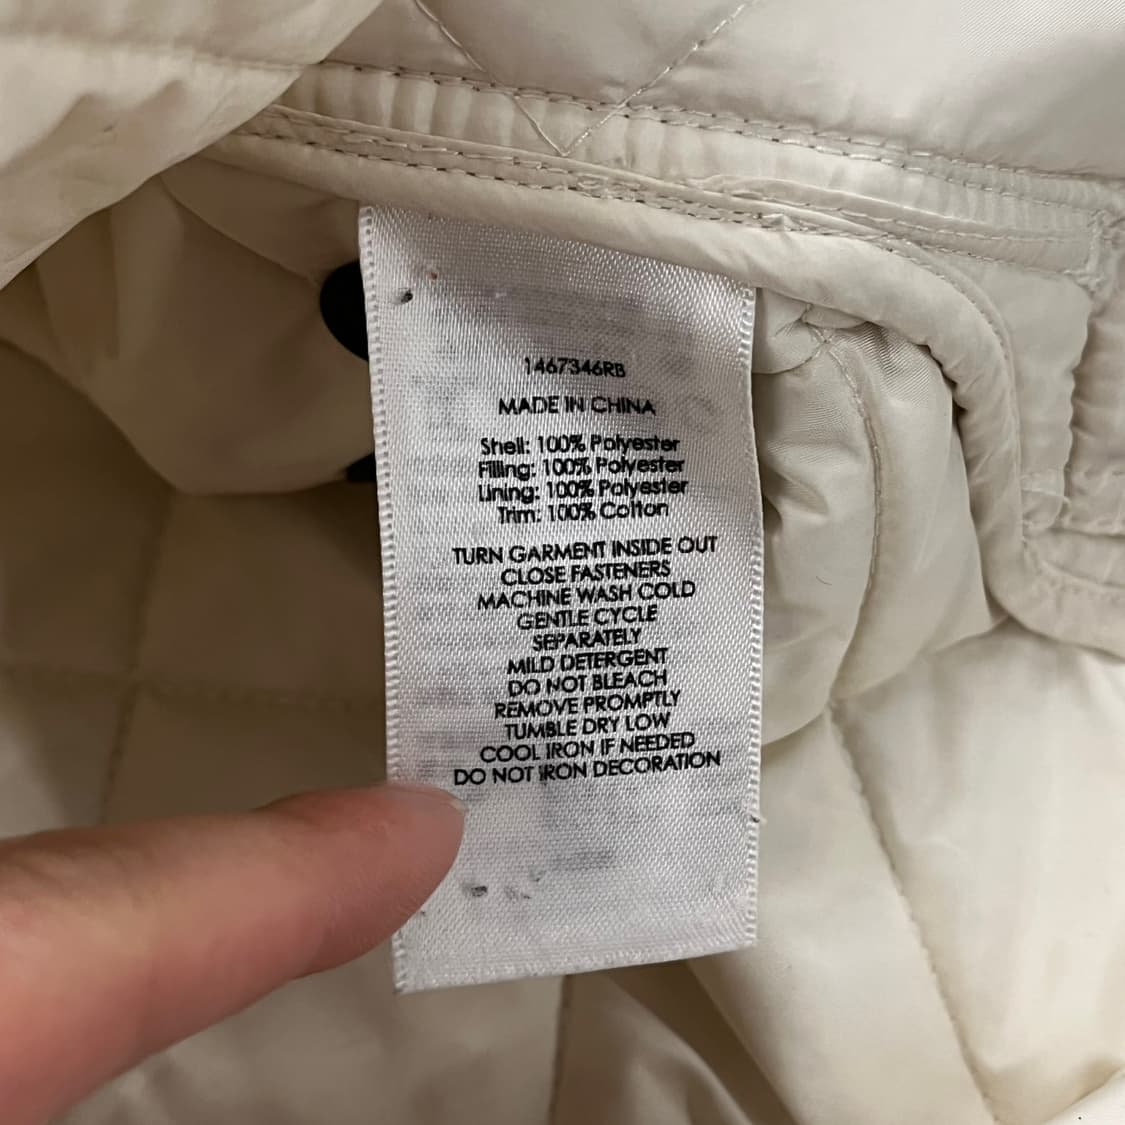 1467346RB
MADE IN CHINA
Shell: 100% Polyester
Filling: 100% Polyester
Lining: 100% Polyester
Trim: 100% Cotton
TURN GARMENT INSIDE OUT
CLOSE FASTENERS
MACHINE WASH COLD
GENTLE CYCLE
SEPARATELY
MILD DETERGENT
DO NOT BLEACH
REMOVE PROMPTLY
TUMBLE DRY LOW
COOL IRON IF NEEDED
DO NOT IRON DECORATION